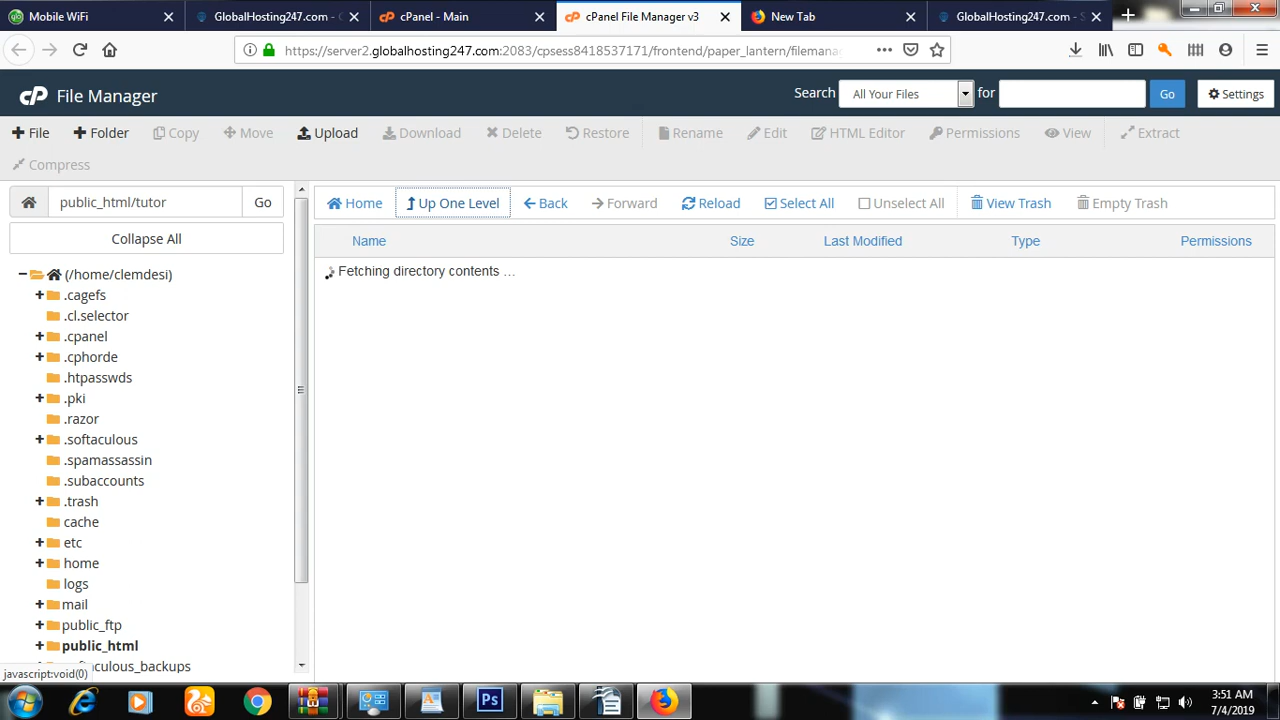 Mobile WiFi
GlobalHosting247.com - C
cPanel - Main
cPanel File Manager v3
New Tab
GlobalHosting247.com - S
https://server2.globalhosting247.com:2083/cpsess8418537171/frontend/paper_lantern/filemana
cP File Manager
Search
All Your Files
for
Go
Settings
File
Folder
Copy
Move
Upload
Download
Delete
Restore
Rename
Edit
HTML Editor
Permissions
View
Extract
Compress
public_html/tutor
Go
Home
Up One Level
Back
Forward
Reload
Select All
Unselect All
View Trash
Empty Trash
Collapse All
Name
Size
Last Modified
Type
Permissions
Fetching directory contents ...
(/home/clemdesi)
.cagefs
.cl.selector
.cpanel
.cphorde
.htpasswds
.pki
.razor
.softaculous
.spamassassin
.subaccounts
.trash
cache
etc
home
logs
mail
public_ftp
public_html
culous_backups
javascript:void(0)
Ps
3:51 AM
7/4/2019